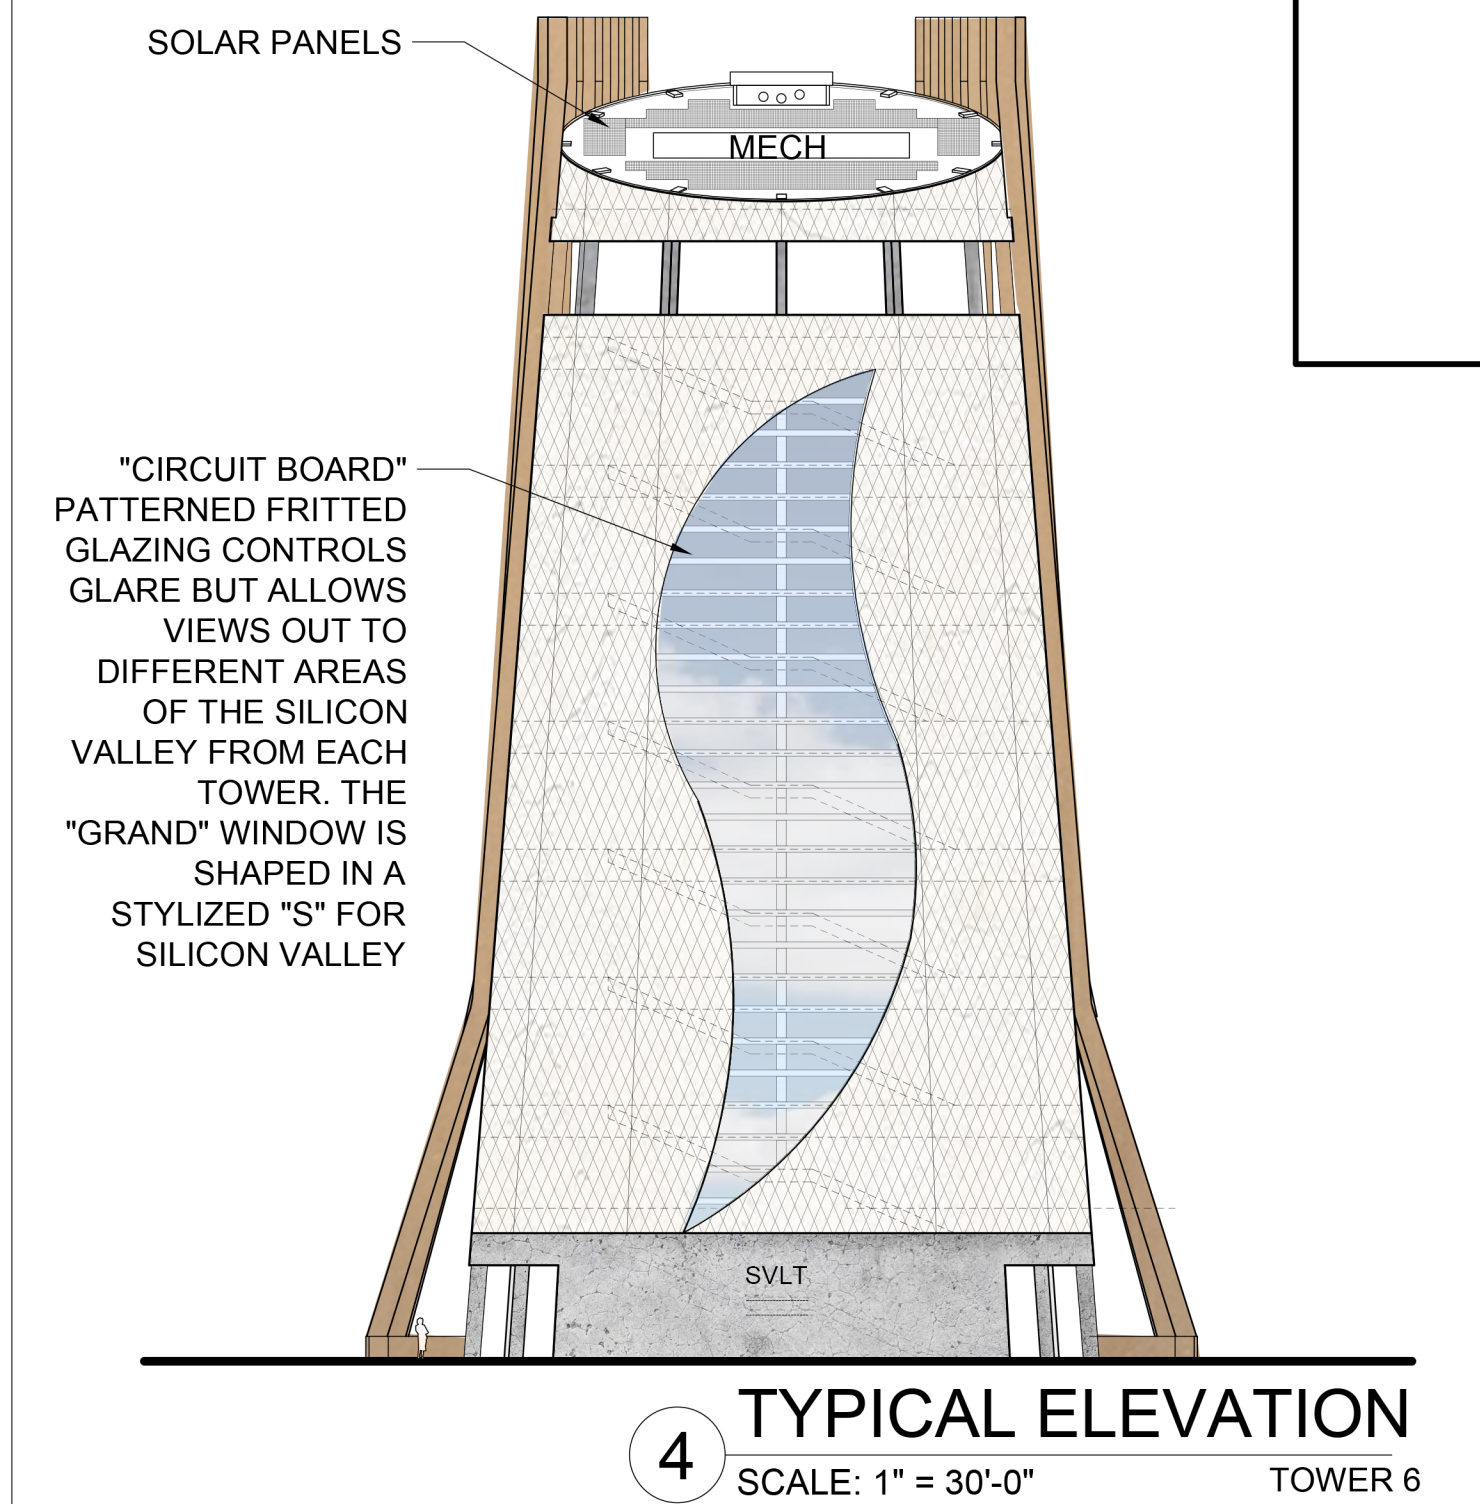 SOLAR PANELS
MECH
"CIRCUIT BOARD"
PATTERNED FRITTED
GLAZING CONTROLS
GLARE BUT ALLOWS
VIEWS OUT TO
DIFFERENT AREAS
OF THE SILICON
VALLEY FROM EACH
TOWER. THE
"GRAND" WINDOW IS
SHAPED IN A
STYLIZED "S" FOR
SILICON VALLEY
SVLT
4
TYPICAL ELEVATION
SCALE: 1" = 30'-0"
TOWER 6